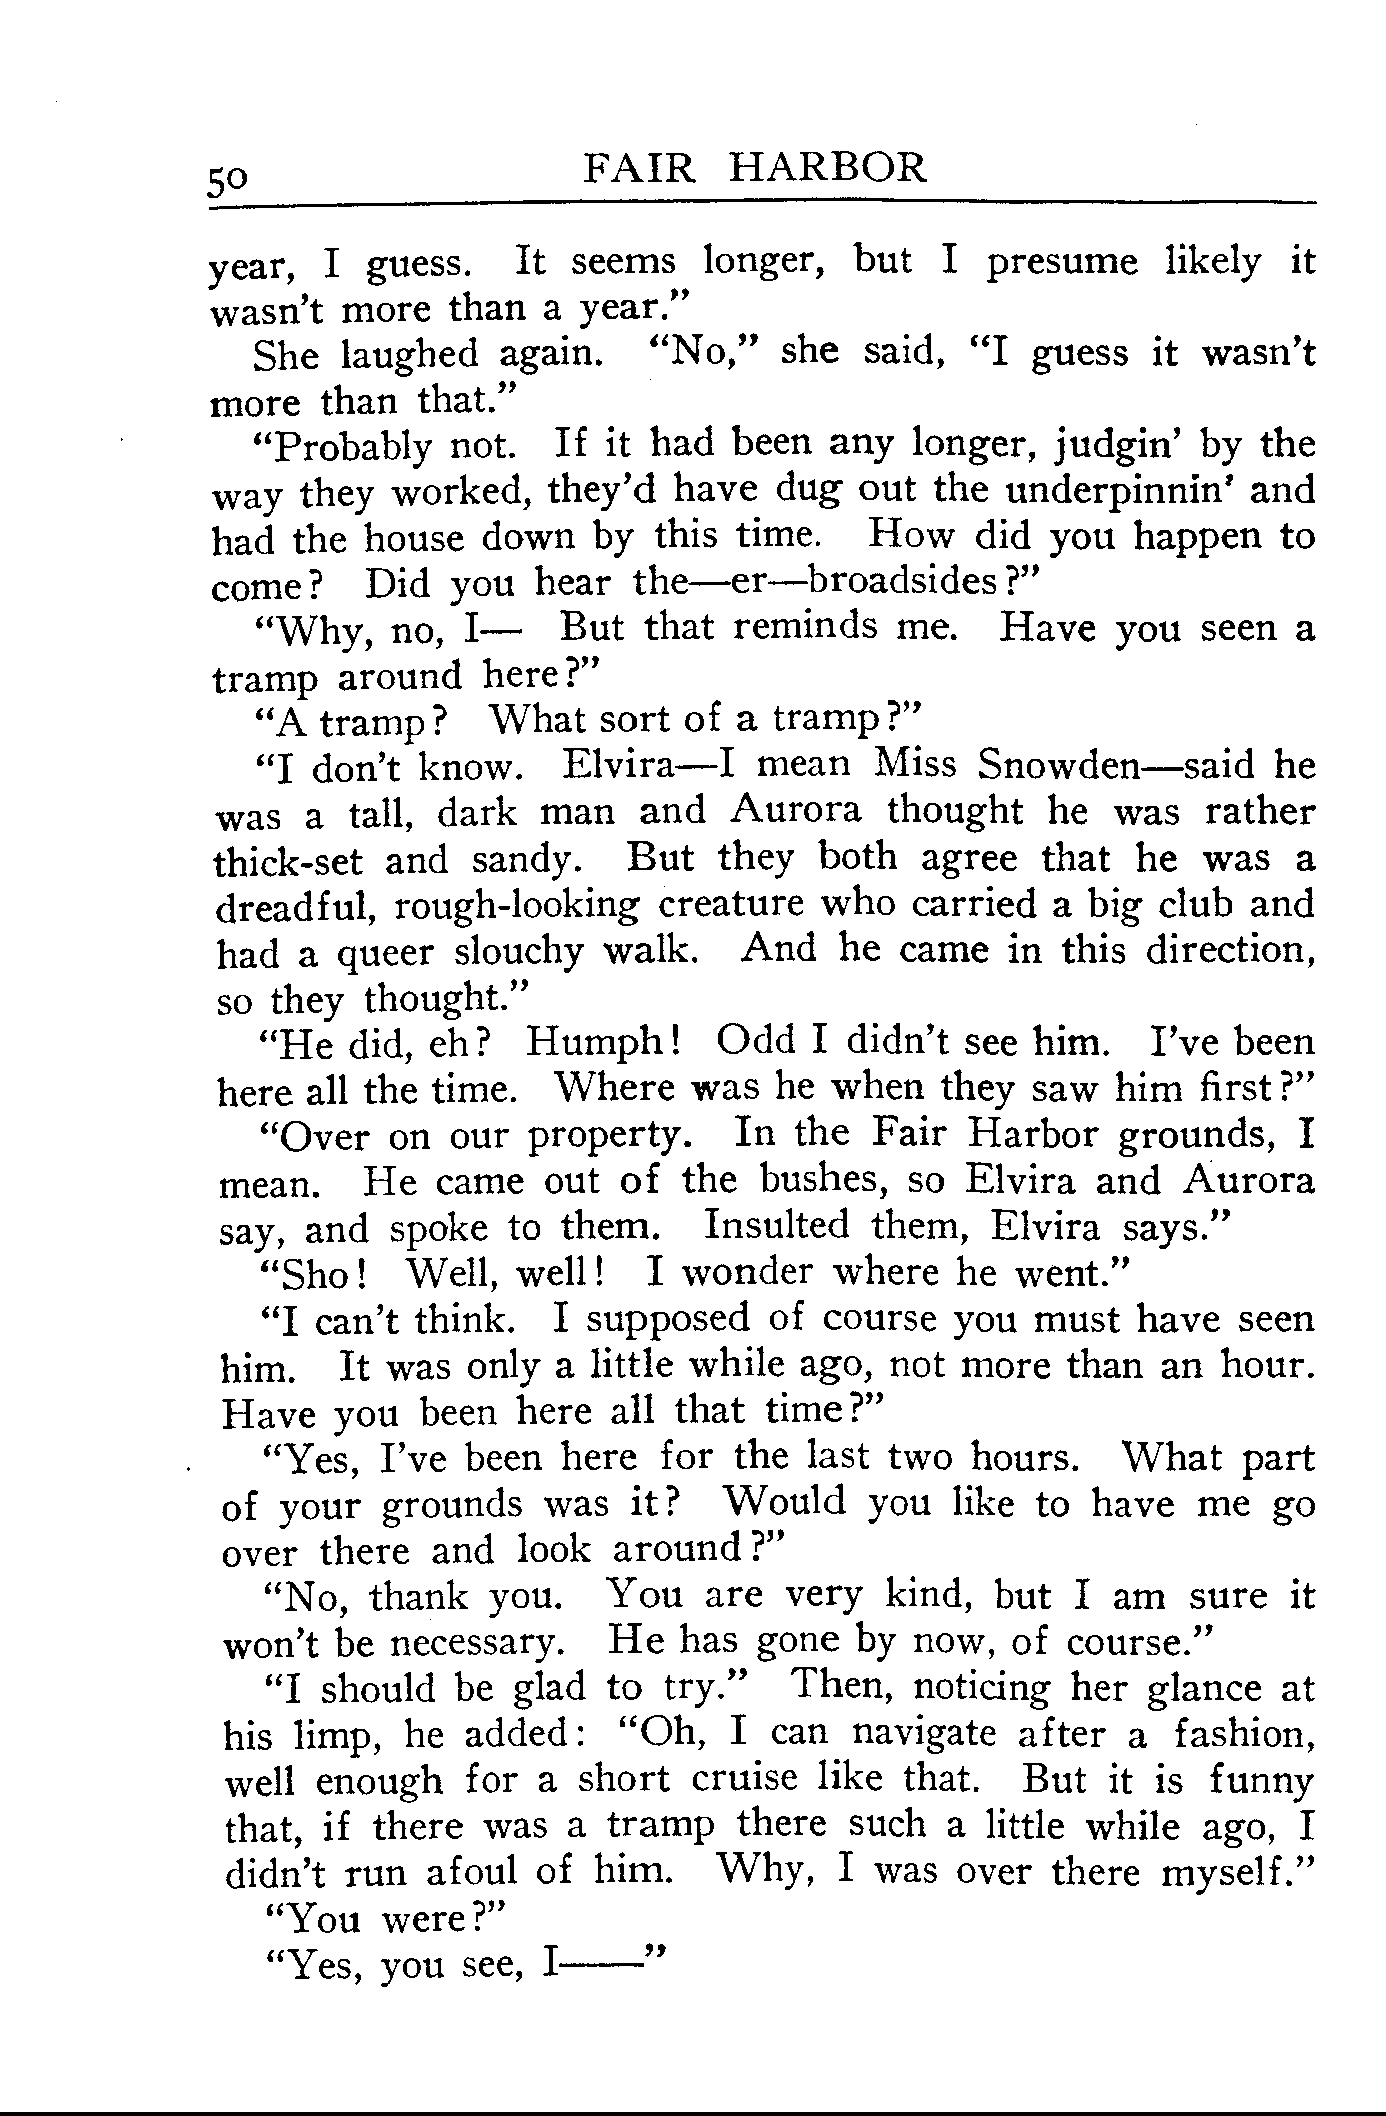 50 FAIR HARBOR
year, I guess. It seems longer, but I presume likely it
wasn't more than a year."
She laughed again. "No," she said, "I guess it wasn't
more than that."
"Probably not. If it had been any longer, judgin' by the
way they worked, they'd have dug out the underpinnin' and
had the house down by this time. How did you happen to
come? Did you hear the—er—broadsides?"
"Why, no, I— But that reminds me. Have you seen a
tramp around here?"
"A tramp? What sort of a tramp?"
"I don't know. Elvira—I mean Miss Snowden—said he
was a tall, dark man and Aurora thought he was rather
thick-set and sandy. But they both agree that he was a
dreadful, rough-looking creature who carried a big club and
had a queer slouchy walk. And he came in this direction,
so they thought."
"He did, eh? Humph! Odd I didn't see him. I've been
here all the time. Where was he when they saw him first?"
"Over on our property. In the Fair Harbor grounds, I
mean. He came out of the bushes, so Elvira and Aurora
say, and spoke to them. Insulted them, Elvira says."
"Sho! Well, well! I wonder where he went."
"I can't think. I supposed of course you must have seen
him. It was only a little while ago, not more than an hour.
Have you been here all that time?"
"Yes, I've been here for the last two hours. What part
of your grounds was it? Would you like to have me go
over there and look around?"
"No, thank you. You are very kind, but I am sure it
won't be necessary. He has gone by now, of course."
"I should be glad to try." Then, noticing her glance at
his limp, he added: "Oh, I can navigate after a fashion,
well enough for a short cruise like that. But it is funny
that, if there was a tramp there such a little while ago, I
didn't run afoul of him. Why, I was over there myself."
"You were?"
"Yes, you see, I——"